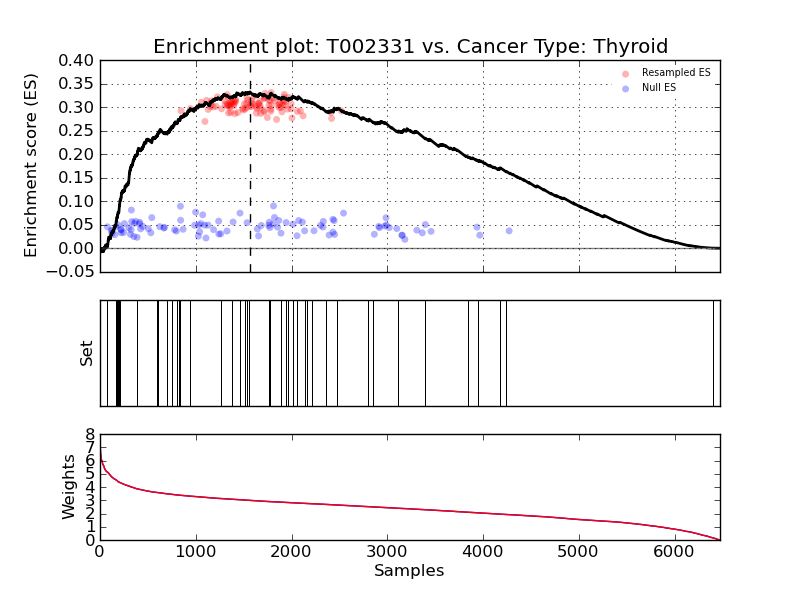 Enrichment plot: T002331 vs. Cancer Type: Thyroid
0.40
0.35
0.30
0.25
0.20
0.15
0.10
0.05
0.00
−0.05
Enrichment score (ES)
Resampled ES
Null ES
Set
8
7
6
5
4
3
2
1
0
Weights
0 1000 2000 3000 4000 5000 6000
Samples